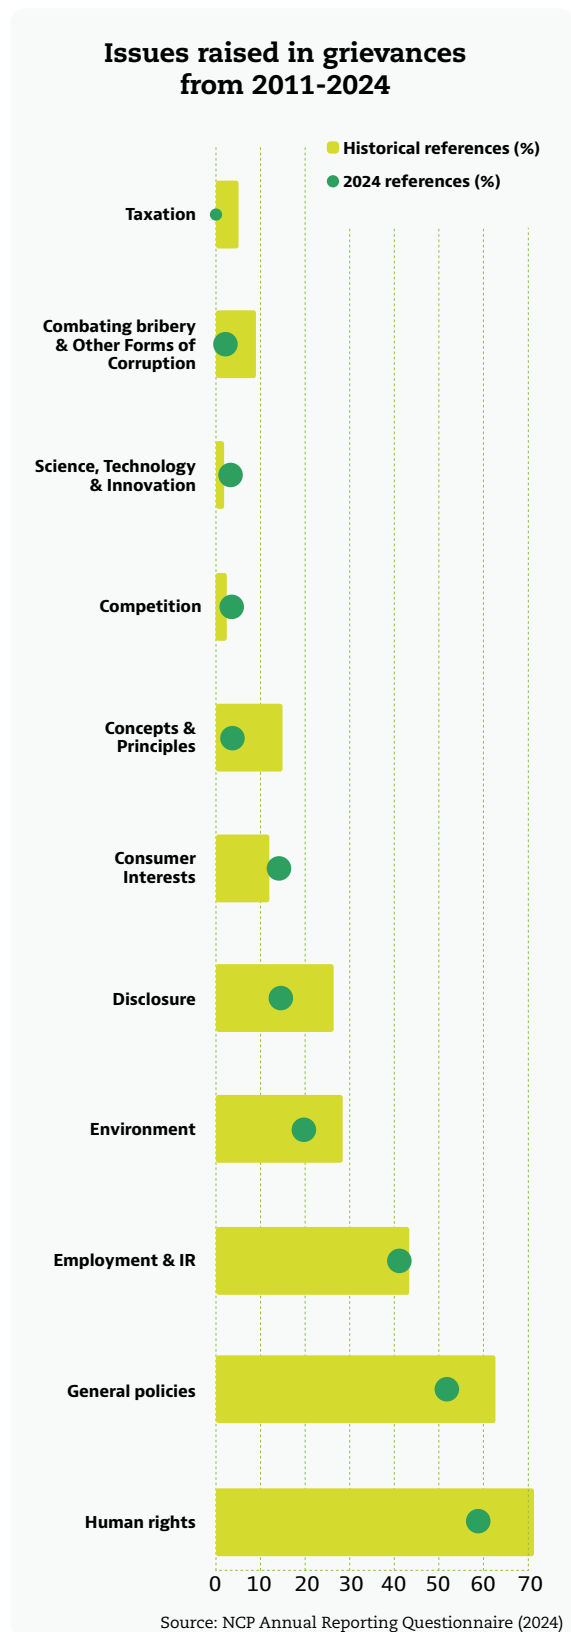 Issues raised in grievances
from 2011-2024
Historical references (%)
2024 references (%)
Taxation
Combating bribery
& Other Forms of
Corruption
Science, Technology
& Innovation
Competition
Concepts &
Principles
Consumer
Interests
Disclosure
Environment
Employment & IR
General policies
Human rights
0 10 20 30 40 50 60 70
Source: NCP Annual Reporting Questionnaire (2024)